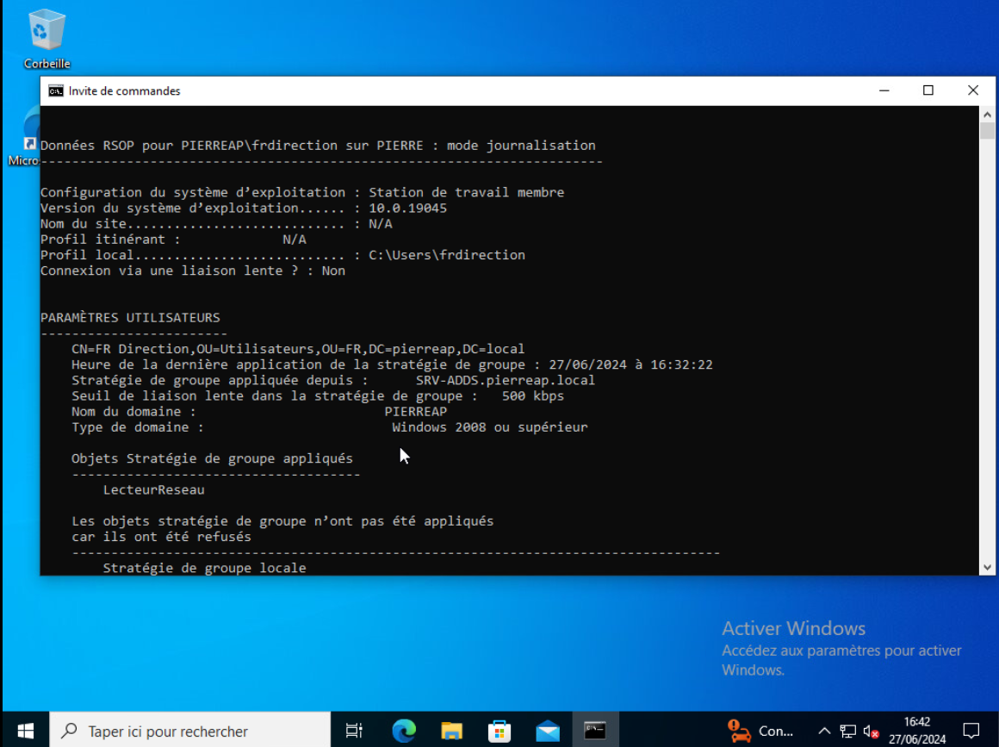 Corbeille
Invite de commandes
Micro
Données RSOP pour PIERREAP\frdirection sur PIERRE : mode journalisation
-----------------------------------------------------------------------
Configuration du système d’exploitation : Station de travail membre
Version du système d’exploitation...... : 10.0.19045
Nom du site............................ : N/A
Profil itinérant :             N/A
Profil local........................... : C:\Users\frdirection
Connexion via une liaison lente ? : Non
PARAMÈTRES UTILISATEURS
------------------------
CN=FR Direction,OU=Utilisateurs,OU=FR,DC=pierreap,DC=local
Heure de la dernière application de la stratégie de groupe : 27/06/2024 à 16:32:22
Stratégie de groupe appliquée depuis :      SRV-ADDS.pierreap.local
Seuil de liaison lente dans la stratégie de groupe :   500 kbps
Nom du domaine :                        PIERREAP
Type de domaine :                        Windows 2008 ou supérieur
Objets Stratégie de groupe appliqués
-------------------------------------
LecteurReseau
Les objets stratégie de groupe n’ont pas été appliqués
car ils ont été refusés
-----------------------------------------------------------------------------------
Stratégie de groupe locale
Activer Windows
Accédez aux paramètres pour activer
Windows.
Taper ici pour rechercher
Con...
16:42
27/06/2024